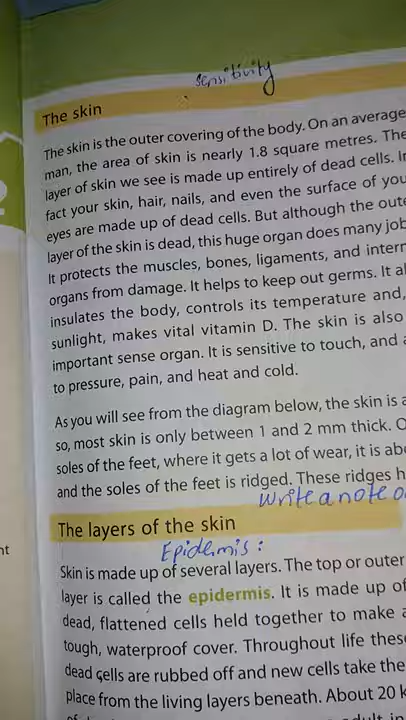 sensitivity
The skin
The skin is the outer covering of the body. On an average
man, the area of skin is nearly 1.8 square metres. The
layer of skin we see is made up entirely of dead cells. I
fact your skin, hair, nails, and even the surface of you
eyes are made up of dead cells. But although the oute
layer of the skin is dead, this huge organ does many job
It protects the muscles, bones, ligaments, and intern
organs from damage. It helps to keep out germs. It al
insulates the body, controls its temperature and,
sunlight, makes vital vitamin D. The skin is also
important sense organ. It is sensitive to touch, and a
to pressure, pain, and heat and cold.
As you will see from the diagram below, the skin is a
so, most skin is only between 1 and 2 mm thick. O
soles of the feet, where it gets a lot of wear, it is abo
and the soles of the feet is ridged. These ridges h
Write a note o
The layers of the skin
Epidemis:
nt
Skin is made up of several layers. The top or outer
layer is called the epidermis. It is made up of
dead, flattened cells held together to make a
tough, waterproof cover. Throughout life thes
dead cells are rubbed off and new cells take the
place from the living layers beneath. About 20 k